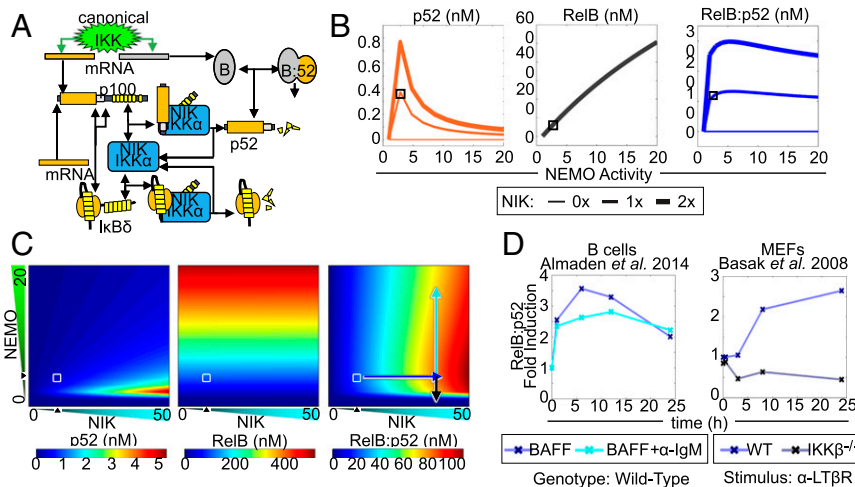 A
canonical
IKK
mRNA
p100
B
B:52
NIK
IKKα
NIK
IKKα
p52
mRNA
IκBδ
NIK
IKKα
B
p52 (nM)
RelB (nM)
RelB:p52 (nM)
0.8
0.6
0.4
0.2
0
60
40
20
0
3
0
2
0
1
0
0
0 5 10 15 20
0 5 10 15 20
0 5 10 15 20
NEMO Activity
NIK: 0x 1x 2x
C
NEMO
20
0
0 NIK 50
0 NIK 50
0 NIK 50
0 1 2 3 4 5
p52 (nM)
0 200 400
RelB (nM)
0 20 40 60 80 100
RelB:p52 (nM)
D
B cells
Almaden et al. 2014
MEFs
Basak et al. 2008
RelB:p52
Fold Induction
4
3
2
1
0
3
2
1
0
0 5 10 15 20 25
0 5 10 15 20 25
time (h)
BAFF BAFF+α-IgM
WT IKKβ-/-
Genotype: Wild-Type
Stimulus: α-LTβR